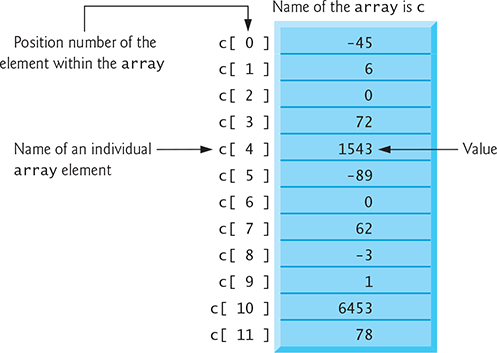 Name of the array is c
Position number of the
element within the array
c[ 0 ] -45
c[ 1 ] 6
c[ 2 ] 0
c[ 3 ] 72
Name of an individual
array element
c[ 4 ] 1543 Value
c[ 5 ] -89
c[ 6 ] 0
c[ 7 ] 62
c[ 8 ] -3
c[ 9 ] 1
c[ 10 ] 6453
c[ 11 ] 78